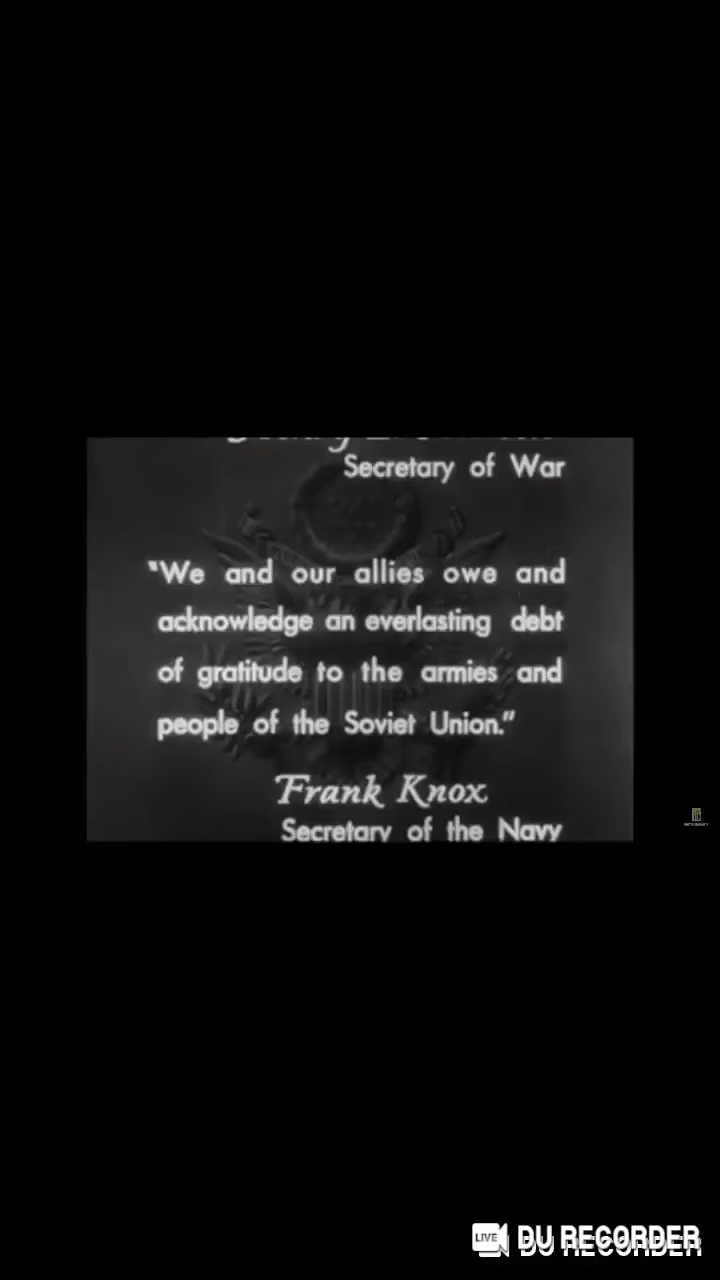 Secretary of War
"We and our allies owe and
acknowledge an everlasting debt
of gratitude to the armies and
people of the Soviet Union."
Frank Knox
Secretary of the Navy
LIVE DU RECORDER